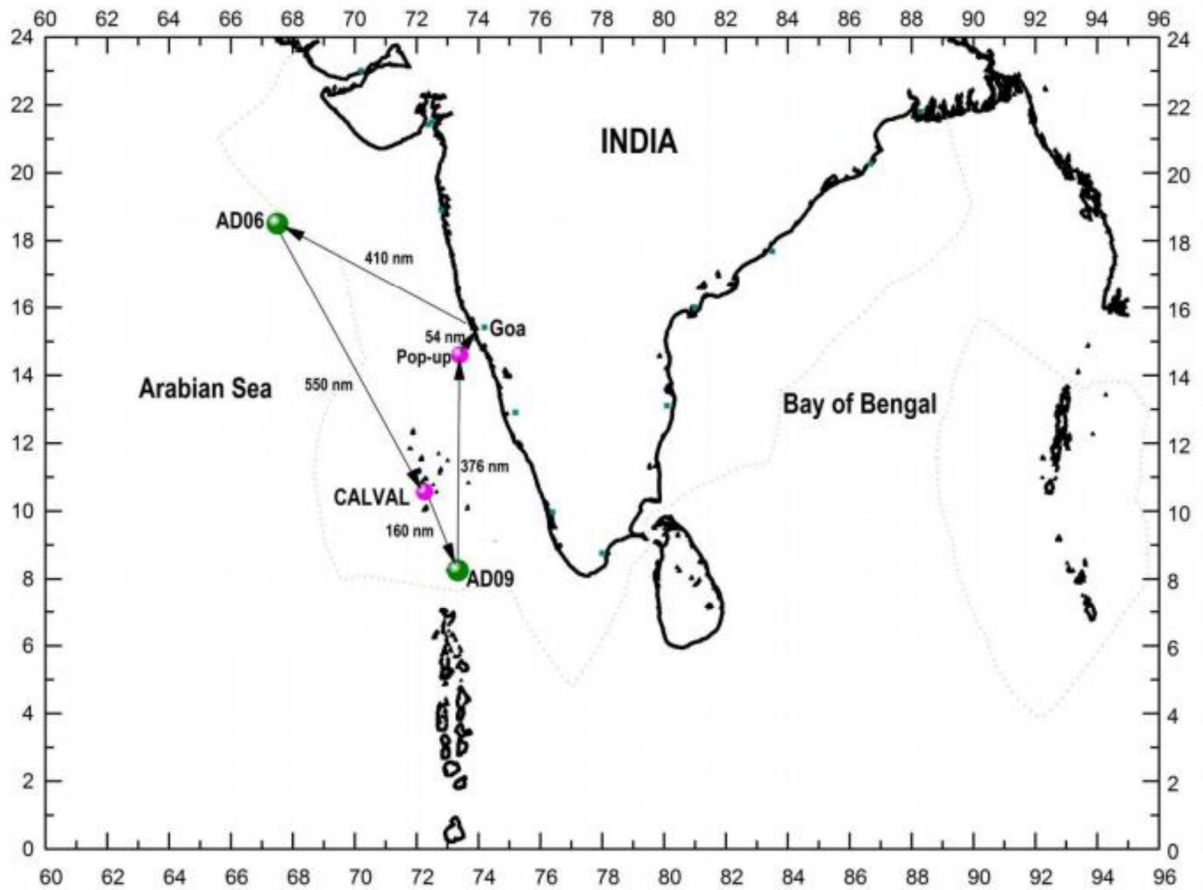 60 62 64 66 68 70 72 74 76 78 80 82 84 86 88 90 92 94 96
24 24
22 22
INDIA
20 20
AD06
18 18
410 nm
16 16
Goa
54 nm
Pop-up
14 14
Arabian Sea
550 nm
Bay of Bengal
12 12
376 nm
CALVAL
10 10
160 nm
AD09
8 8
6 6
4 4
2 2
0 0
60 62 64 66 68 70 72 74 76 78 80 82 84 86 88 90 92 94 96